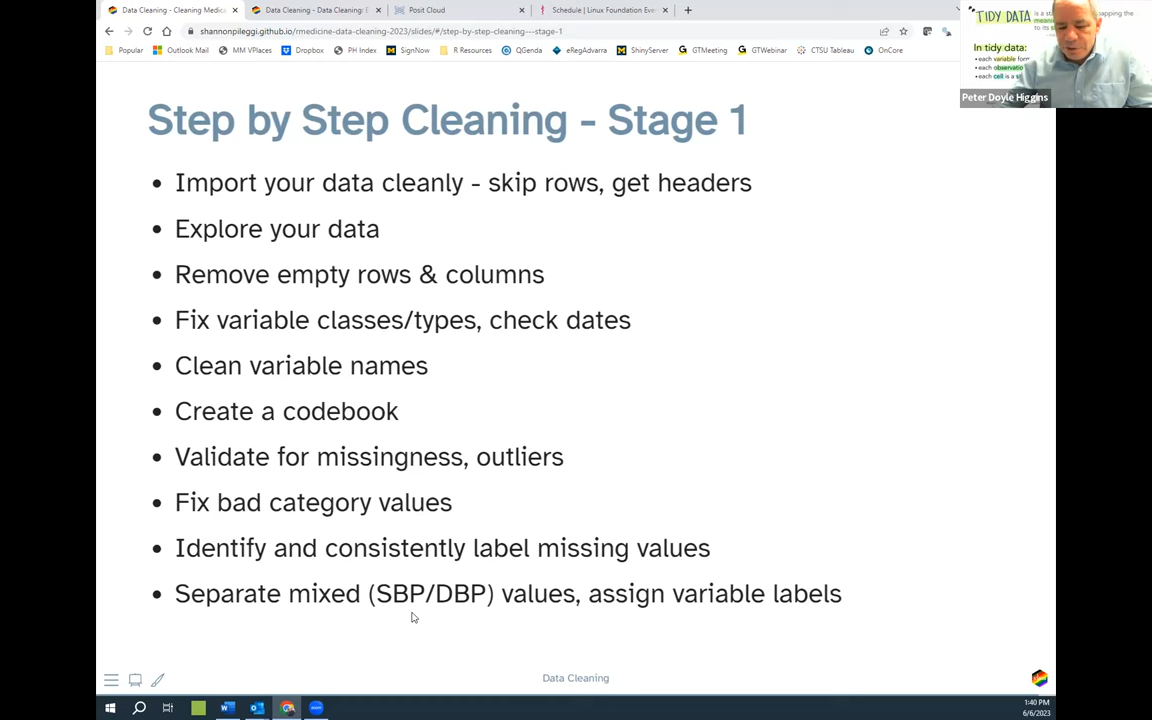 Data Cleaning - Cleaning Medica
Data Cleaning - Data Cleaning: E
Posit Cloud
Schedule | Linux Foundation Eve
shannonpileggi.github.io/medicine-data-cleaning-2023/slides/#/step-by-step-cleaning---stage-1
Popular
Outlook Mail
MM VPlaces
Dropbox
PH Index
SignNow
R Resources
QGenda
eRegAdvarra
ShinyServer
GTMeeting
GTWebinar
CTSU Tableau
OnCore
TIDY DATA
In tidy data:
• each variable
• each
• each cell is a
Peter Doyle Higgins
Step by Step Cleaning - Stage 1
• Import your data cleanly - skip rows, get headers
• Explore your data
• Remove empty rows & columns
• Fix variable classes/types, check dates
• Clean variable names
• Create a codebook
• Validate for missingness, outliers
• Fix bad category values
• Identify and consistently label missing values
• Separate mixed (SBP/DBP) values, assign variable labels
Data Cleaning
1:40 PM
6/6/2023